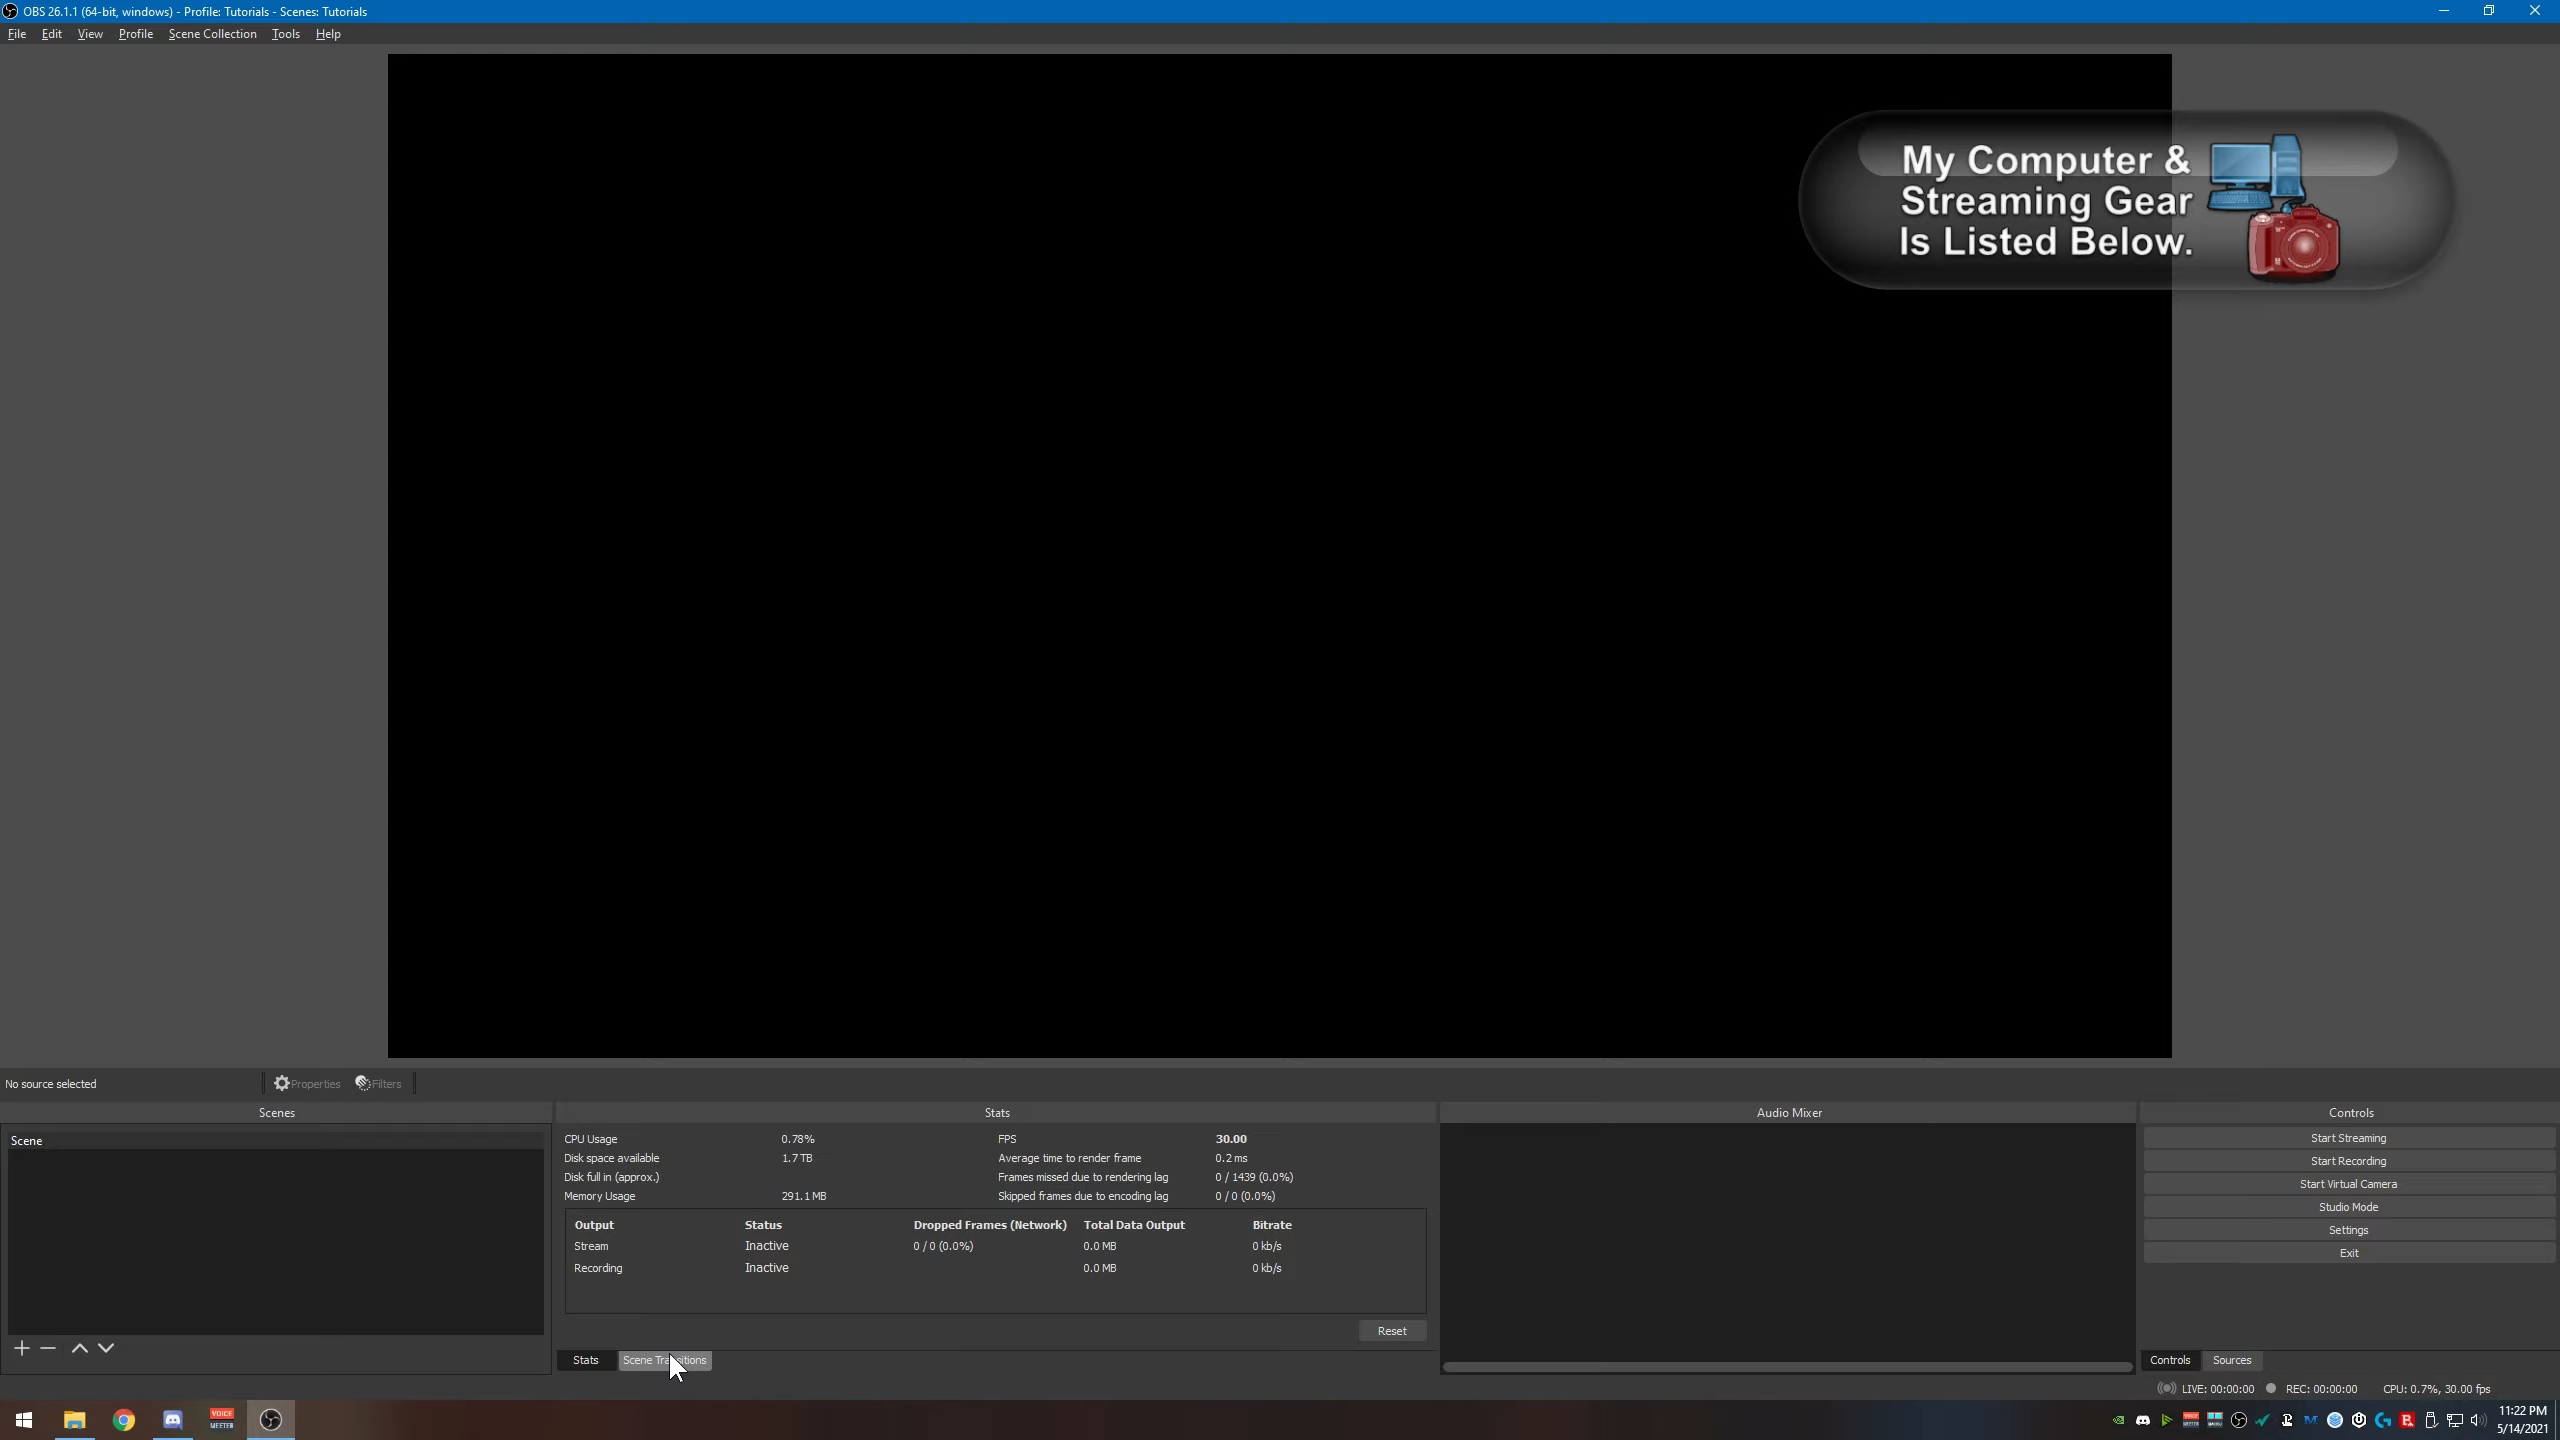 OBS 26.1.1 (64-bit, windows) - Profile: Tutorials - Scenes: Tutorials
File Edit View Profile Scene Collection Tools Help
My Computer &
Streaming Gear
Is Listed Below.
No source selected
Properties Filters
Scenes
Scene
Stats
CPU Usage 0.78%
Disk space available 1.7 TB
Disk full in (approx.)
Memory Usage 291.1 MB
FPS 30.00
Average time to render frame 0.2 ms
Frames missed due to rendering lag 0 / 1439 (0.0%)
Skipped frames due to encoding lag 0 / 0 (0.0%)
Output Status Dropped Frames (Network) Total Data Output Bitrate
Stream Inactive 0 / 0 (0.0%) 0.0 MB 0 kb/s
Recording Inactive 0.0 MB 0 kb/s
Reset
Stats Scene Transitions
Audio Mixer
Controls
Start Streaming
Start Recording
Start Virtual Camera
Studio Mode
Settings
Exit
Controls Sources
LIVE: 00:00:00 REC: 00:00:00 CPU: 0.7%, 30.00 fps
VOICE
MEETER
11:22 PM
5/14/2021